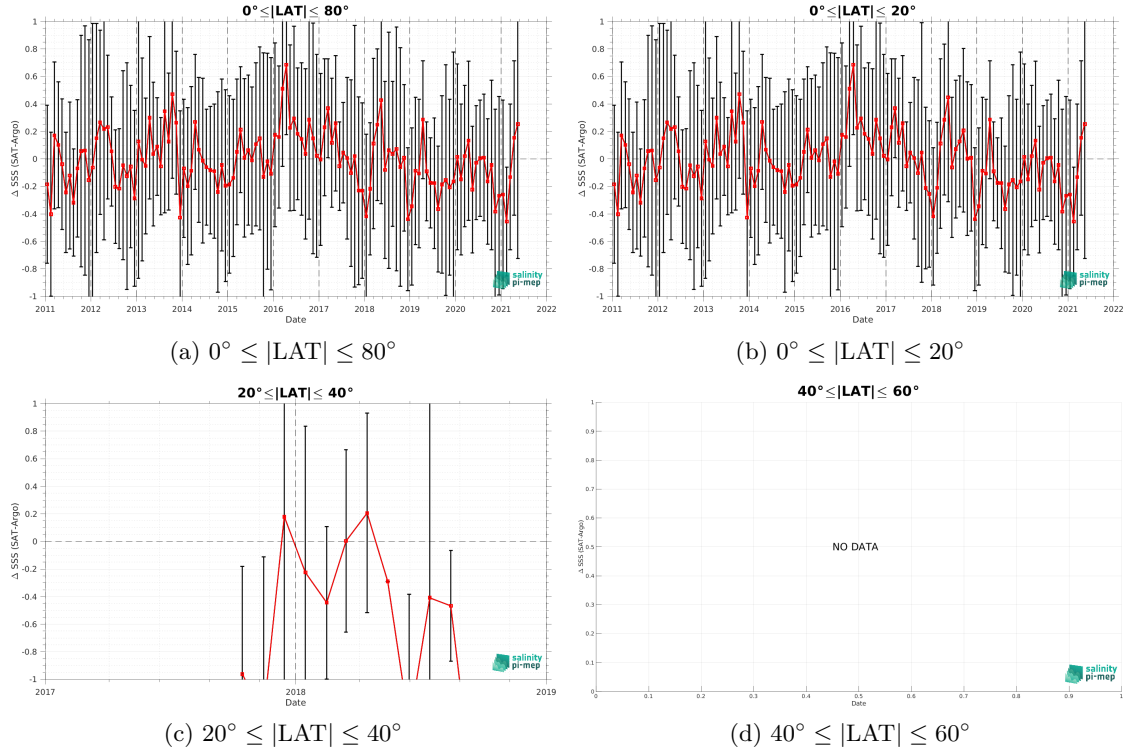 0°≤|LAT|≤ 80°
Δ SSS (SAT-Argo)
1
0.8
0.6
0.4
0.2
0
-0.2
-0.4
-0.6
-0.8
-1
2011 2012 2013 2014 2015 2016 2017 2018 2019 2020 2021 2022
Date
salinity
pi-mep
(a) 0° ≤ |LAT| ≤ 80°
0°≤|LAT|≤ 20°
Δ SSS (SAT-Argo)
1
0.8
0.6
0.4
0.2
0
-0.2
-0.4
-0.6
-0.8
-1
2011 2012 2013 2014 2015 2016 2017 2018 2019 2020 2021 2022
Date
salinity
pi-mep
(b) 0° ≤ |LAT| ≤ 20°
20°≤|LAT|≤ 40°
Δ SSS (SAT-Argo)
1
0.8
0.6
0.4
0.2
0
-0.2
-0.4
-0.6
-0.8
-1
2017 2018 2019
Date
salinity
pi-mep
(c) 20° ≤ |LAT| ≤ 40°
40°≤|LAT|≤ 60°
Δ SSS (SAT-Argo)
1
0.9
0.8
0.7
0.6
0.5
0.4
0.3
0.2
0.1
0
NO DATA
0 0.1 0.2 0.3 0.4 0.5 0.6 0.7 0.8 0.9 1
Date
salinity
pi-mep
(d) 40° ≤ |LAT| ≤ 60°